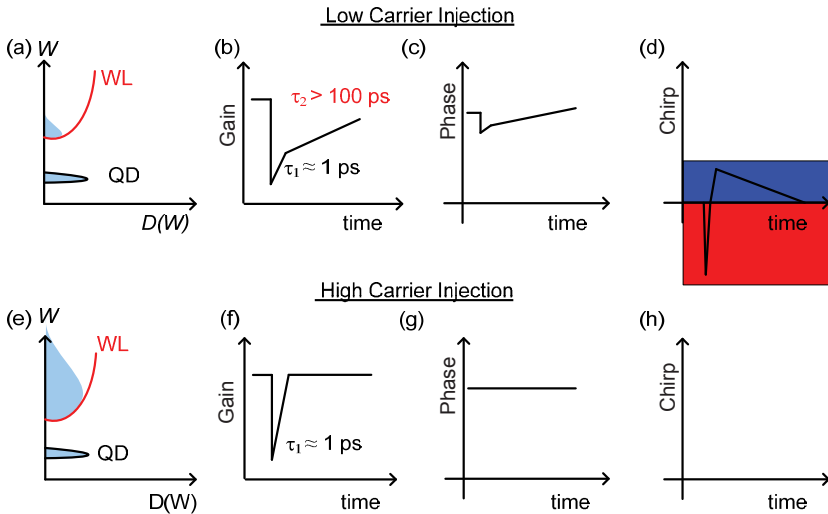 Low Carrier Injection
(a)
W
WL
QD
D(W)
(b)
Gain
τ2 > 100 ps
τ1 ≈ 1 ps
time
(c)
Phase
time
(d)
Chirp
time
High Carrier Injection
(e)
W
WL
QD
D(W)
(f)
Gain
τ1 ≈ 1 ps
time
(g)
Phase
time
(h)
Chirp
time